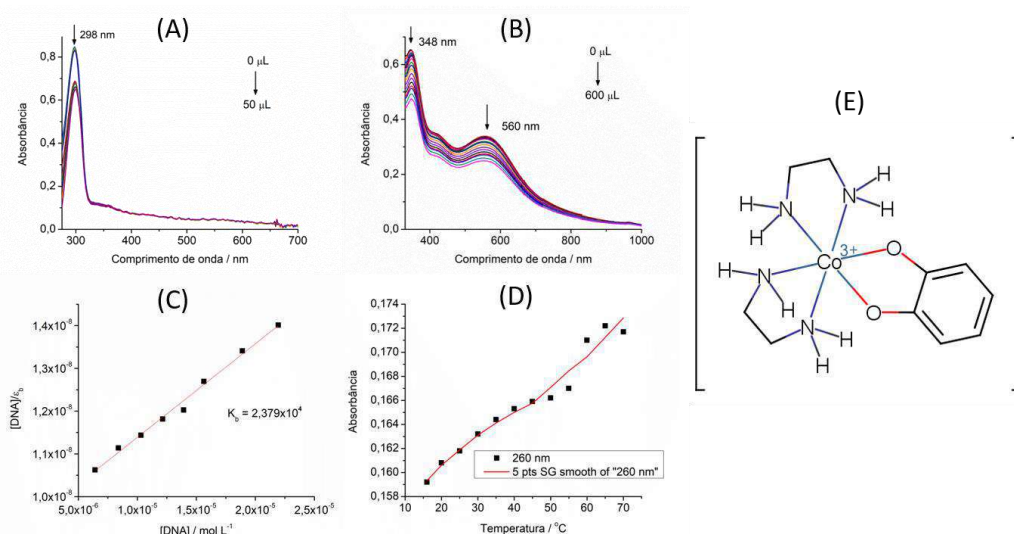 (A)
298 nm
0 µL
50 µL
Absorbância
0,8
0,6
0,4
0,2
0,0
300
400
500
600
700
Comprimento de onda / nm
(B)
348 nm
0 µL
600 µL
560 nm
Absorbância
0,6
0,4
0,2
0,0
400
600
800
1000
Comprimento de onda / nm
(C)
[DNA]/ε_b
1,4x10⁻⁸
1,3x10⁻⁸
1,2x10⁻⁸
1,1x10⁻⁸
1,0x10⁻⁸
K_b = 2,379x10⁴
5,0x10⁻⁶
1,0x10⁻⁵
1,5x10⁻⁵
2,0x10⁻⁵
2,5x10⁻⁵
[DNA] / mol L⁻¹
(D)
Absorbância
0,174
0,172
0,170
0,168
0,166
0,164
0,162
0,160
0,158
260 nm
5 pts SG smooth of "260 nm"
10
20
30
40
50
60
70
Temperatura / °C
(E)
H
H
N
N
H
H
3+
Co
O
O
H
N
H
N
H
H